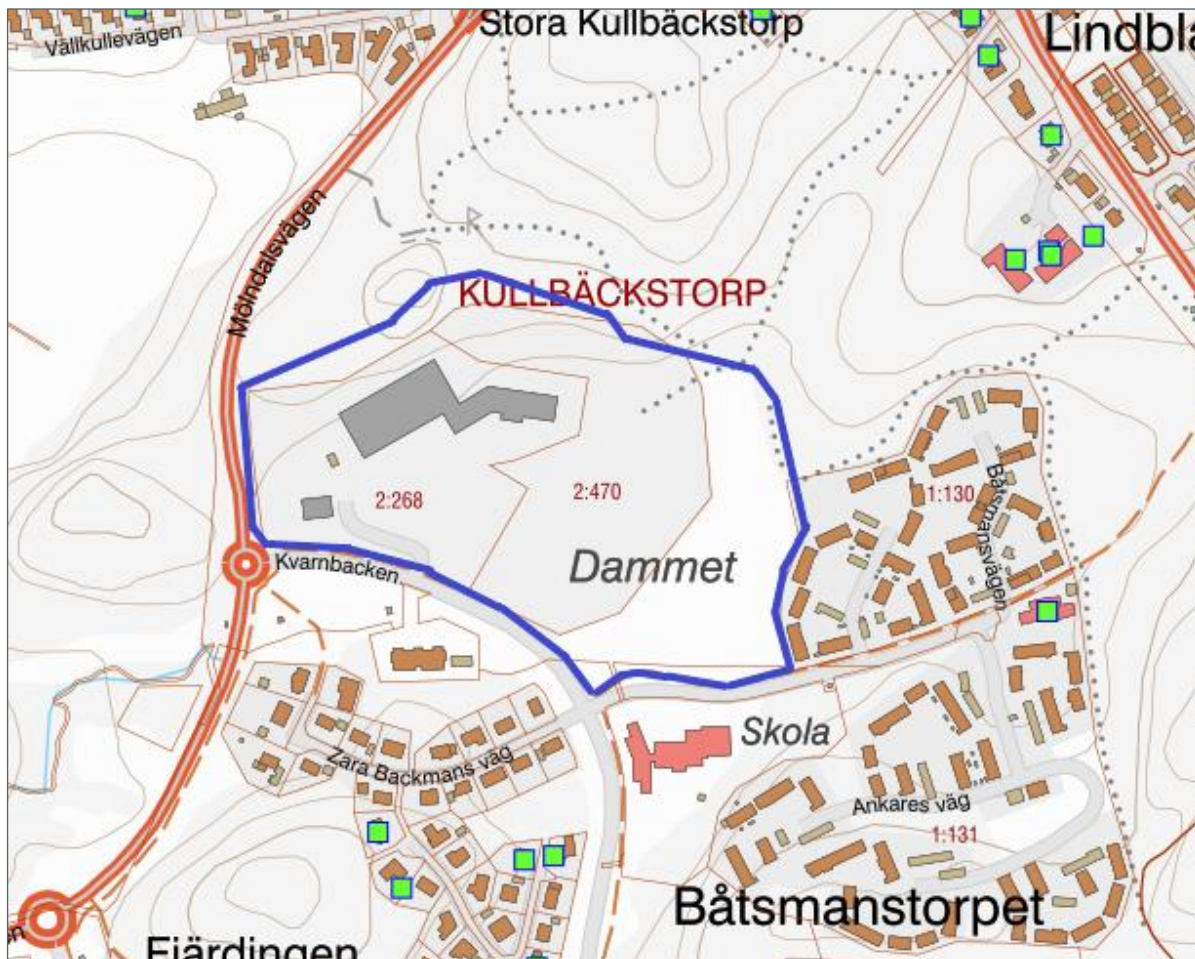 Stora Kullbäckstorp
Vällkullevägen
Lindbla
Mölndalsvägen
R
KULLBÄCKSTORP
2:268
2:470
1:130
Båtsmansvägen
Kvarnbacken
Dammet
Skola
Zara Backmans väg
Ankares väg
1:131
Båtsmanstorpet
Fjärdingen
en